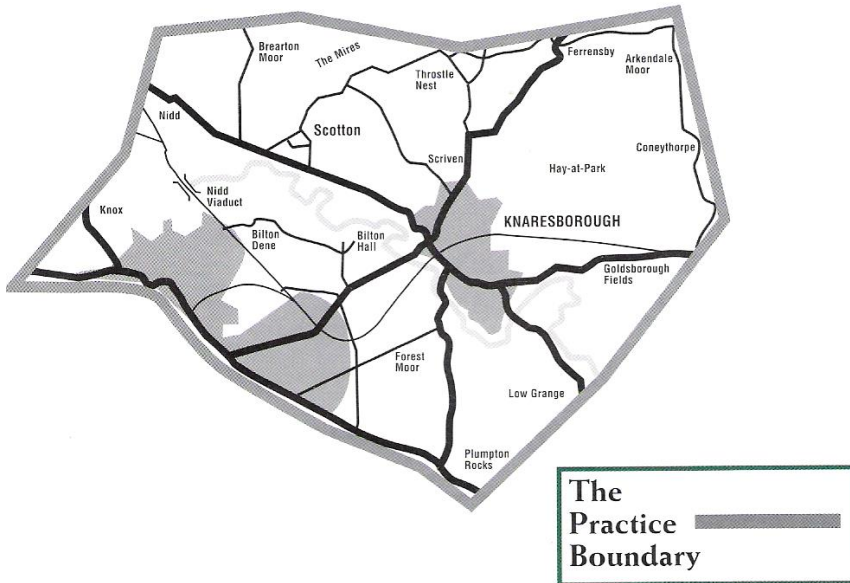 Brearton
Moor
The Mires
Ferrensby
Arkendale
Moor
Throstle
Nest
Nidd
Scotton
Scriven
Coneythorpe
Hay-at-Park
Nidd
Viaduct
Knox
KNARESBOROUGH
Bilton
Dene
Bilton
Hall
Goldsborough
Fields
Forest
Moor
Low Grange
Plumpton
Rocks
The
Practice
Boundary